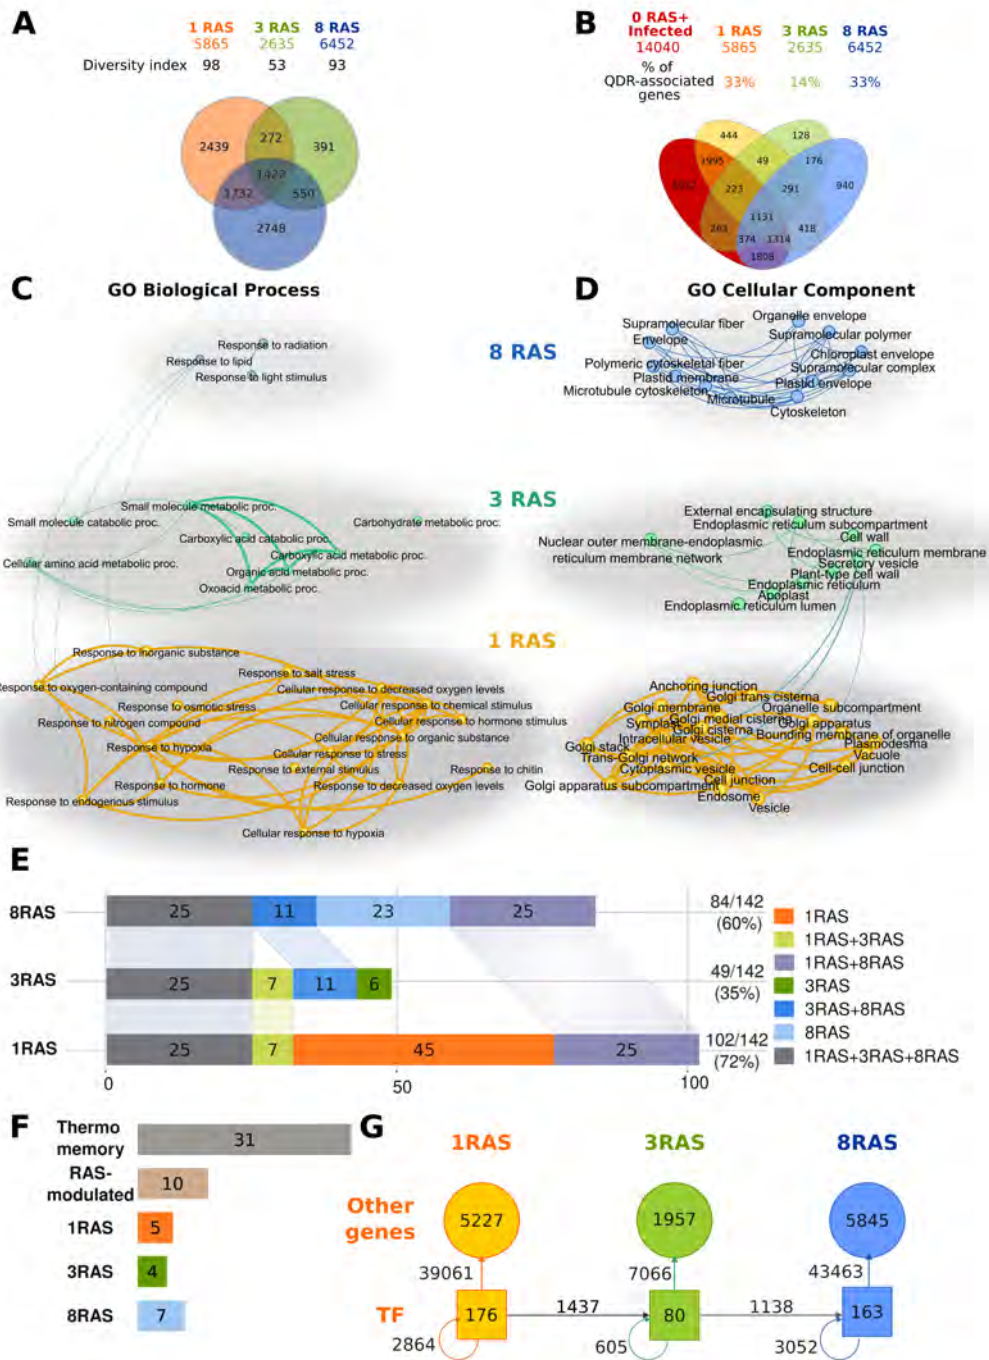 A
1 RAS 3 RAS 8 RAS
5865 2635 6452
Diversity index 98 53 93
2439 272 391
1422
1732 550
2748
B
0 RAS+
Infected 1 RAS 3 RAS 8 RAS
14040 5865 2635 6452
% of
QDR-associated
genes 33% 14% 33%
444 128
1995 49 176
223 291 940
1131
243 418
374 1314
1808
C GO Biological Process
Response to radiation
Response to lipid
Response to light stimulus
Small molecule metabolic proc.
Small molecule catabolic proc.
Carbohydrate metabolic proc.
Carboxylic acid catabolic proc.
Carboxylic acid metabolic proc.
Cellular amino acid metabolic proc.
Organic acid metabolic proc.
Oxoacid metabolic proc.
Response to inorganic substance
Response to salt stress
Response to oxygen-containing compound
Cellular response to decreased oxygen levels
Response to osmotic stress
Cellular response to chemical stimulus
Response to nitrogen compound
Cellular response to hormone stimulus
Cellular response to organic substance
Response to hypoxia
Cellular response to stress
Response to external stimulus
Response to chitin
Response to hormone
Response to decreased oxygen levels
Response to endogenous stimulus
Cellular response to hypoxia
8 RAS
3 RAS
1 RAS
D GO Cellular Component
Organelle envelope
Supramolecular fiber
Supramolecular polymer
Envelope
Chloroplast envelope
Polymeric cytoskeletal fiber
Supramolecular complex
Plastid membrane
Plastid envelope
Microtubule cytoskeleton
Microtubule
Cytoskeleton
External encapsulating structure
Endoplasmic reticulum subcompartment
Cell wall
Nuclear outer membrane-endoplasmic
reticulum membrane network
Endoplasmic reticulum membrane
Secretory vesicle
Plant-type cell wall
Endoplasmic reticulum
Apoplast
Endoplasmic reticulum lumen
Anchoring junction
Golgi trans cisterna
Golgi membrane
Organelle subcompartment
Golgi medial cisterna
Symplast
Golgi apparatus
Golgi cisterna
Bounding membrane of organelle
Intracellular vesicle
Plasmodesma
Golgi stack
Vacuole
Trans-Golgi network
Cytoplasmic vesicle
Cell-cell junction
Cell junction
Golgi apparatus subcompartment
Endosome
Vesicle
E
8RAS 25 11 23 25 84/142
(60%)
3RAS 25 7 11 6 49/142
(35%)
1RAS 25 7 45 25 102/142
(72%)
0 50 100
1RAS
1RAS+3RAS
1RAS+8RAS
3RAS
3RAS+8RAS
8RAS
1RAS+3RAS+8RAS
F
Thermo
memory 31
RAS-
modulated 10
1RAS 5
3RAS 4
8RAS 7
G
1RAS 3RAS 8RAS
Other
genes 5227 1957 5845
39061 7066 43463
TF 176 1437 80 1138 163
2864 605 3052